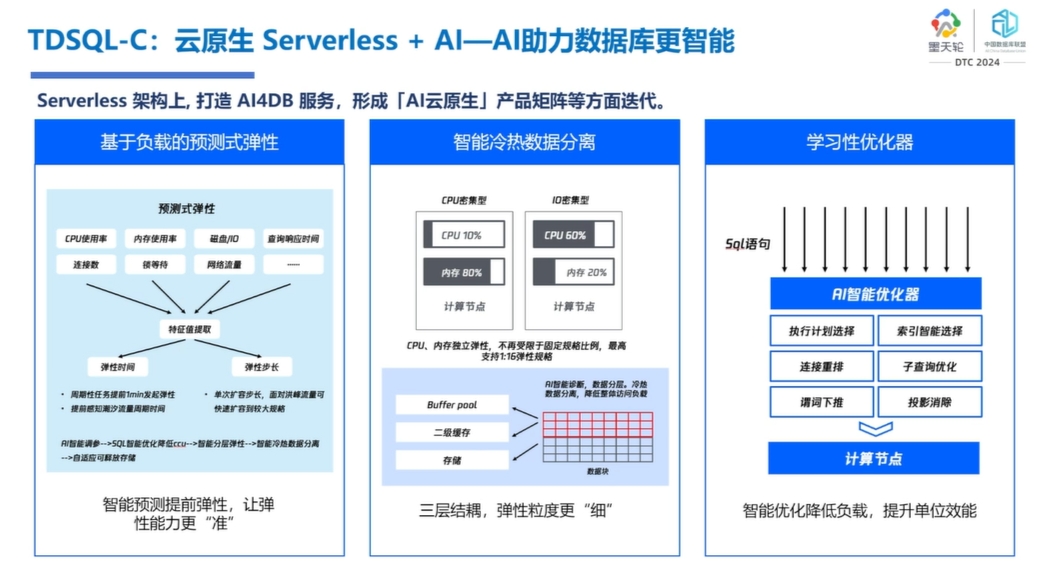 TDSQL-C：云原生 Serverless + AI—AI助力数据库更智能
墨天轮
中国数据库联盟
DTC 2024
Serverless 架构上, 打造 AI4DB 服务，形成「AI云原生」产品矩阵等方面迭代。
基于负载的预测式弹性
预测式弹性
CPU使用率 内存使用率 磁盘/IO 查询响应时间
连接数 锁等待 网络流量 ······
特征值提取
弹性时间 弹性步长
• 周期性任务提前1min发起弹性
• 提前感知潮汐流量周期时间
• 单次扩容步长，面对洪峰流量可
快速扩容到较大规格
AI智能调参-->SQL智能优化降低ccu-->智能分层弹性-->智能冷热数据分离
-->自适应可释放存储
智能预测提前弹性，让弹
性能力更“准”
智能冷热数据分离
CPU密集型 IO密集型
CPU 10% CPU 60%
内存 80% 内存 20%
计算节点 计算节点
CPU、内存独立弹性，不再受限于固定规格比例，最高
支持1:16弹性规格
AI智能诊断，数据分层。冷热
数据分离，降低整体访问负载
Buffer pool
二级缓存
存储
数据块
三层结耦，弹性粒度更“细”
学习性优化器
Sql语句
AI智能优化器
执行计划选择 索引智能选择
连接重排 子查询优化
谓词下推 投影消除
计算节点
智能优化降低负载，提升单位效能